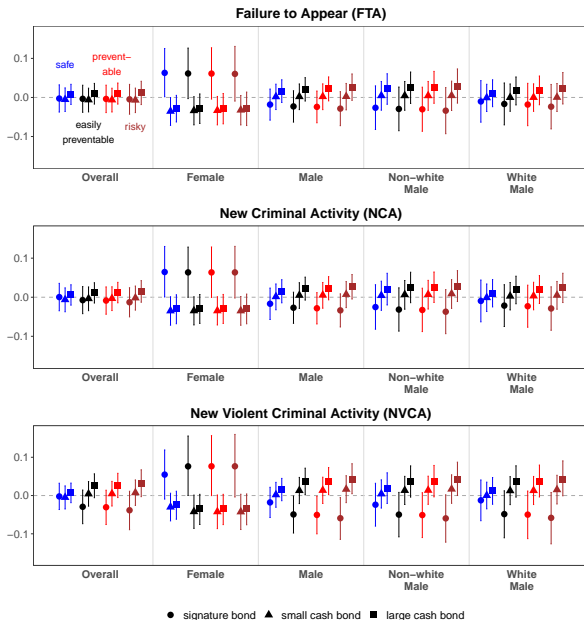 Failure to Appear (FTA)
0.1
0.0
−0.1
safe
prevent-
able
easily
preventable
risky
Overall
Female
Male
Non−white
Male
White
Male
New Criminal Activity (NCA)
0.1
0.0
−0.1
Overall
Female
Male
Non−white
Male
White
Male
New Violent Criminal Activity (NVCA)
0.1
0.0
−0.1
Overall
Female
Male
Non−white
Male
White
Male
signature bond small cash bond large cash bond